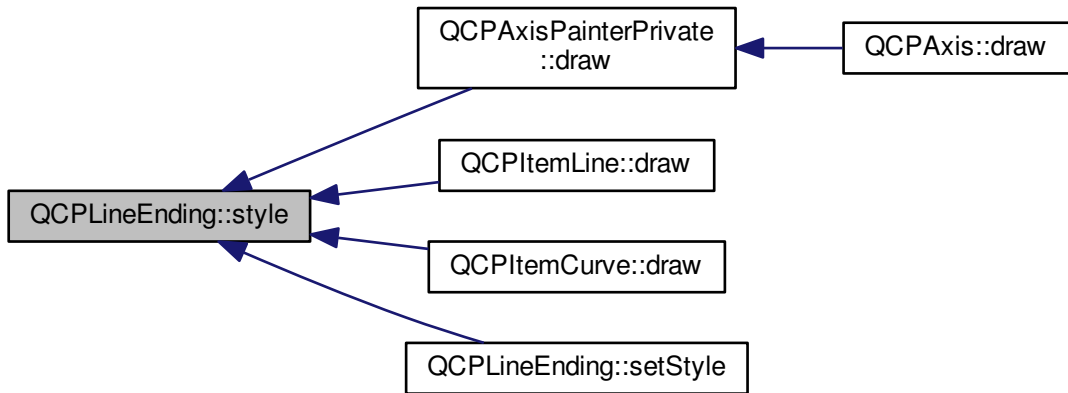 QCPAxisPainterPrivate
::draw
QCPAxis::draw
QCPItemLine::draw
QCPLineEnding::style
QCPItemCurve::draw
QCPLineEnding::setStyle